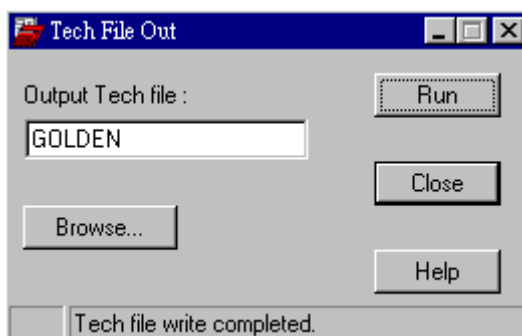 Tech File Out
Output Tech file :
Run
GOLDEN
Close
Browse...
Help
Tech file write completed.